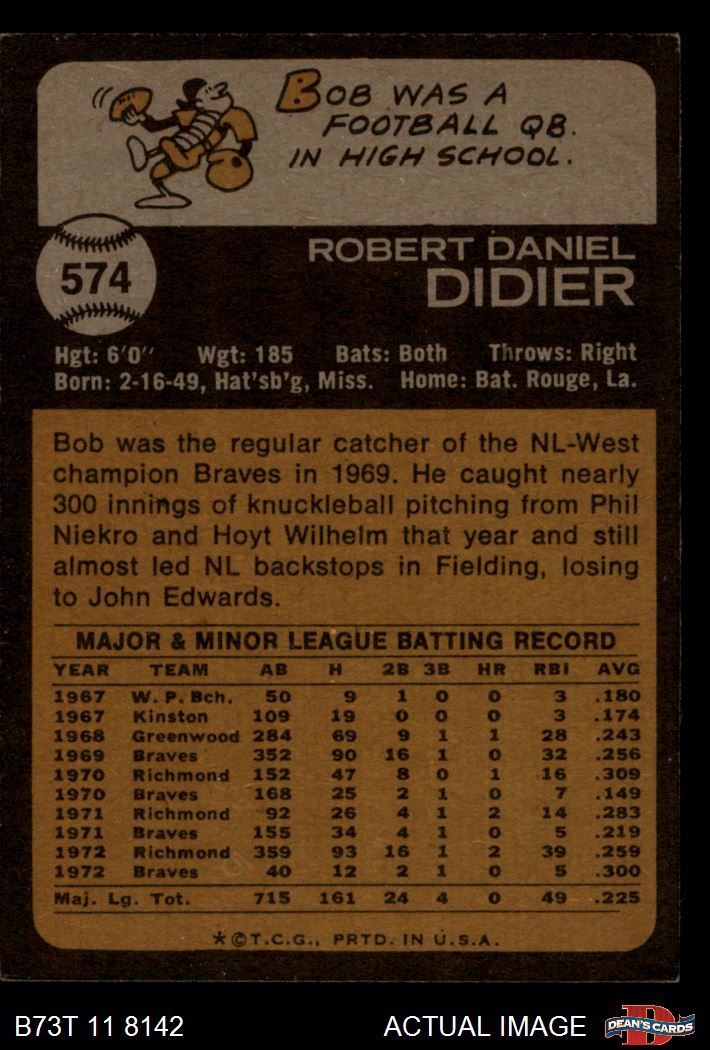 BOB WAS A
FOOTBALL QB.
IN HIGH SCHOOL.
574
ROBERT DANIEL
DIDIER
Hgt: 6'0" Wgt: 185 Bats: Both Throws: Right
Born: 2-16-49, Hat'sb'g, Miss. Home: Bat. Rouge, La.
Bob was the regular catcher of the NL-West
champion Braves in 1969. He caught nearly
300 innings of knuckleball pitching from Phil
Niekro and Hoyt Wilhelm that year and still
almost led NL backstops in Fielding, losing
to John Edwards.
MAJOR & MINOR LEAGUE BATTING RECORD
YEAR TEAM AB H 2B 3B HR RBI AVG
1967 W. P. Bch. 50 9 1 0 0 3 .180
1967 Kinston 109 19 0 0 0 3 .174
1968 Greenwood 284 69 9 1 1 28 .243
1969 Braves 352 90 16 1 0 32 .256
1970 Richmond 152 47 8 0 1 16 .309
1970 Braves 168 25 2 1 0 7 .149
1971 Richmond 92 26 4 1 2 14 .283
1971 Braves 155 34 4 1 0 5 .219
1972 Richmond 359 93 16 1 2 39 .259
1972 Braves 40 12 2 1 0 5 .300
Maj. Lg. Tot. 715 161 24 4 0 49 .225
*©T.C.G., PRTD. IN U.S.A.
B73T 11 8142 ACTUAL IMAGE
D
DEAN'S CARDS